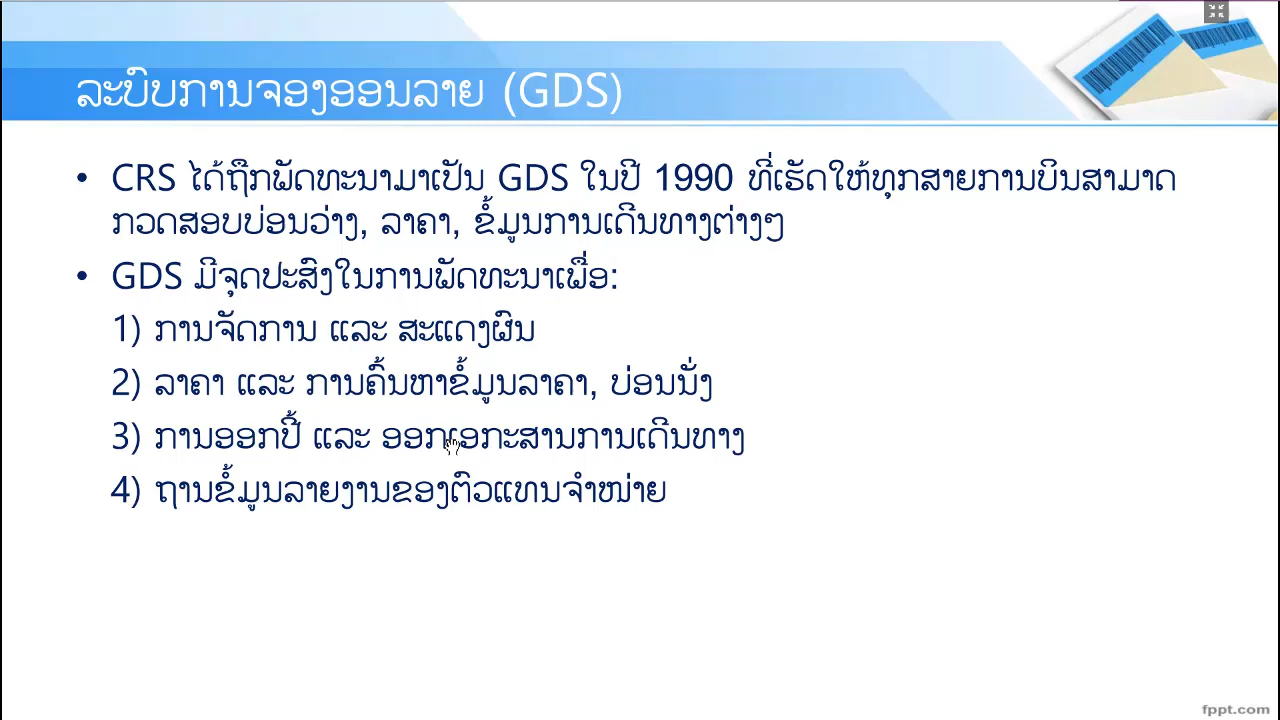 ລະບົບການຈອງອອນລາຍ (GDS)
• CRS ໄດ້ຖືກພັດທະນາມາເປັນ GDS ໃນປີ 1990 ທີ່ເຮັດໃຫ້ທຸກສາຍການບິນສາມາດ
ກວດສອບບ່ອນວ່າງ, ລາຄາ, ຂໍ້ມູນການເດີນທາງຕ່າງໆ
• GDS ມີຈຸດປະສົງໃນການພັດທະນາເພື່ອ:
1) ການຈັດການ ແລະ ສະແດງຜົນ
2) ລາຄາ ແລະ ການຄົ້ນຫາຂໍ້ມູນລາຄາ, ບ່ອນນັ່ງ
3) ການອອກປີ້ ແລະ ອອກເອກະສານການເດີນທາງ
4) ຖານຂໍ້ມູນລາຍງານຂອງຕົວແທນຈຳໜ່າຍ
fppt.com